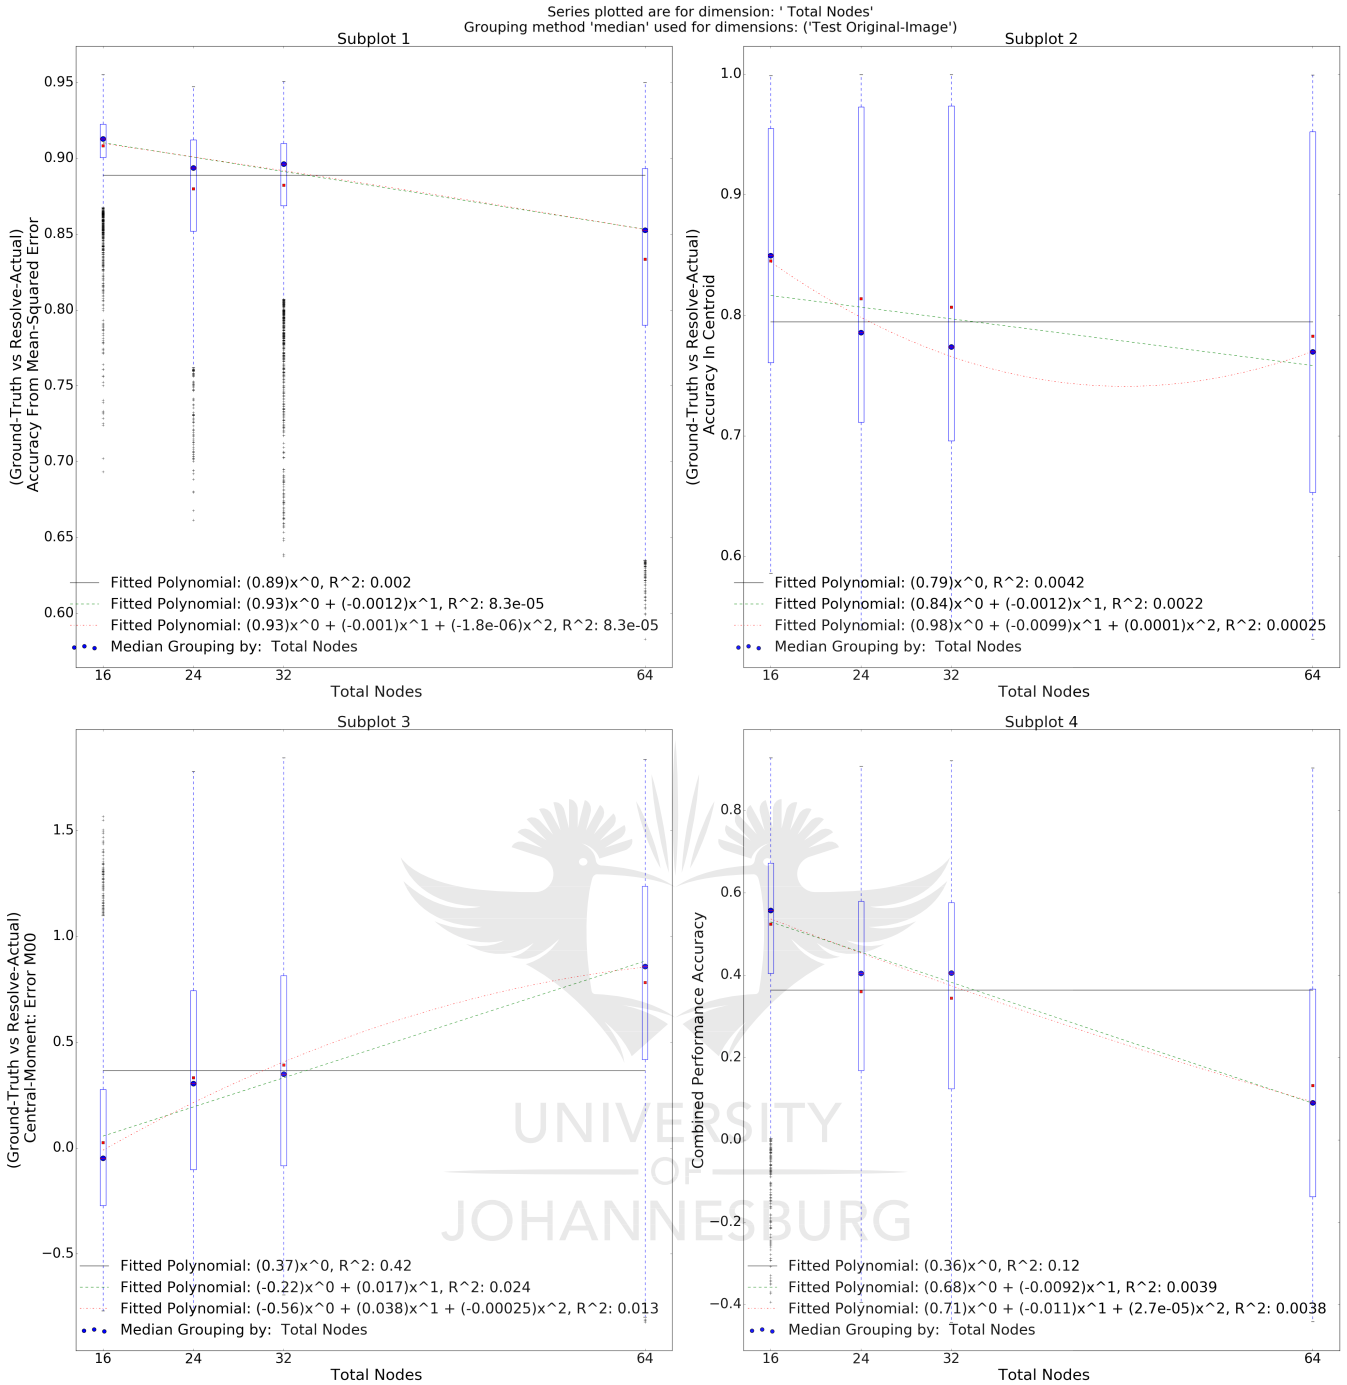 Series plotted are for dimension: ' Total Nodes'
Grouping method 'median' used for dimensions: ('Test Original-Image')
Subplot 1
0.95
0.90
0.85
0.80
0.75
0.70
0.65
0.60
(Ground-Truth vs Resolve-Actual)
Accuracy From Mean-Squared Error
Fitted Polynomial: (0.89)x^0, R^2: 0.002
Fitted Polynomial: (0.93)x^0 + (-0.0012)x^1, R^2: 8.3e-05
Fitted Polynomial: (0.93)x^0 + (-0.001)x^1 + (-1.8e-06)x^2, R^2: 8.3e-05
Median Grouping by:  Total Nodes
16 24 32 64
Total Nodes
Subplot 2
1.0
0.9
0.8
0.7
0.6
(Ground-Truth vs Resolve-Actual)
Accuracy In Centroid
Fitted Polynomial: (0.79)x^0, R^2: 0.0042
Fitted Polynomial: (0.84)x^0 + (-0.0012)x^1, R^2: 0.0022
Fitted Polynomial: (0.98)x^0 + (-0.0099)x^1 + (0.0001)x^2, R^2: 0.00025
Median Grouping by:  Total Nodes
16 24 32 64
Total Nodes
Subplot 3
1.5
1.0
0.5
0.0
−0.5
(Ground-Truth vs Resolve-Actual)
Central-Moment: Error M00
Fitted Polynomial: (0.37)x^0, R^2: 0.42
Fitted Polynomial: (-0.22)x^0 + (0.017)x^1, R^2: 0.024
Fitted Polynomial: (-0.56)x^0 + (0.038)x^1 + (-0.00025)x^2, R^2: 0.013
Median Grouping by:  Total Nodes
16 24 32 64
Total Nodes
Subplot 4
0.8
0.6
0.4
0.2
0.0
−0.2
−0.4
Combined Performance Accuracy
Fitted Polynomial: (0.36)x^0, R^2: 0.12
Fitted Polynomial: (0.68)x^0 + (-0.0092)x^1, R^2: 0.0039
Fitted Polynomial: (0.71)x^0 + (-0.011)x^1 + (2.7e-05)x^2, R^2: 0.0038
Median Grouping by:  Total Nodes
16 24 32 64
Total Nodes
UNIVERSITY
OF
JOHANNESBURG